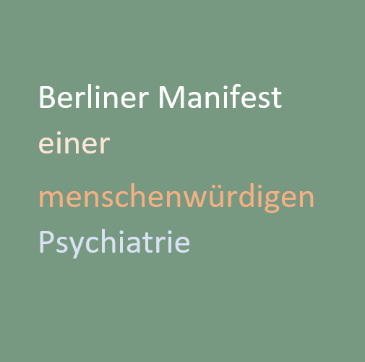 Berliner Manifest
einer
menschenwürdigen
Psychiatrie